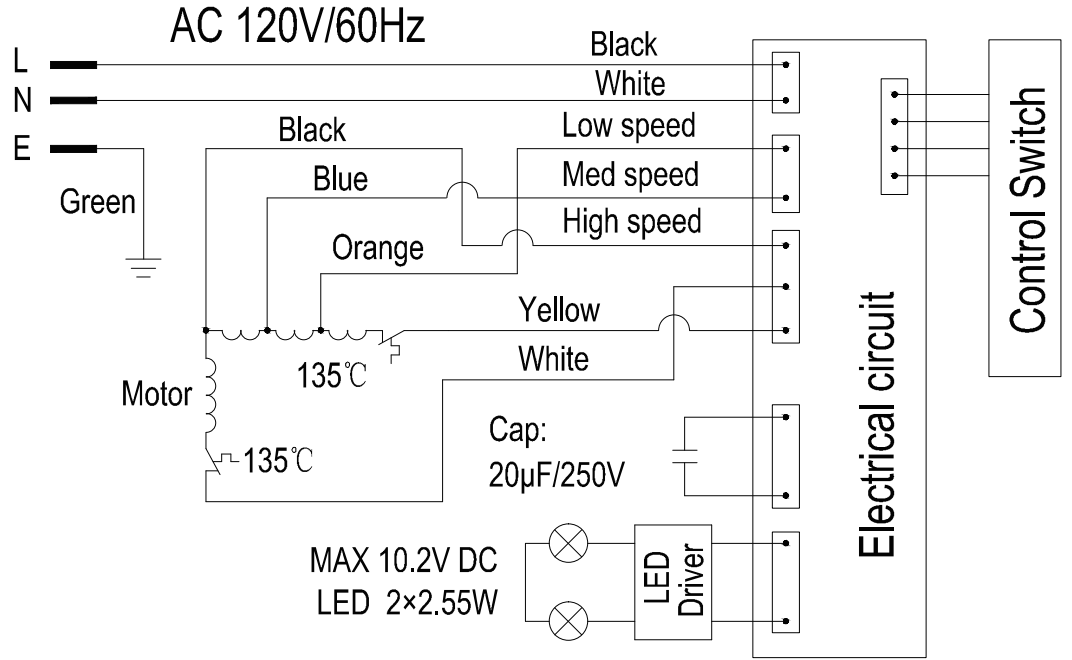 AC 120V/60Hz
L
Black
N
White
E
Black
Low speed
Blue
Med speed
Green
High speed
Orange
Yellow
135℃
White
Motor
135℃
Cap:
20µF/250V
MAX 10.2V DC
LED 2×2.55W
LED
Driver
Electrical circuit
Control Switch